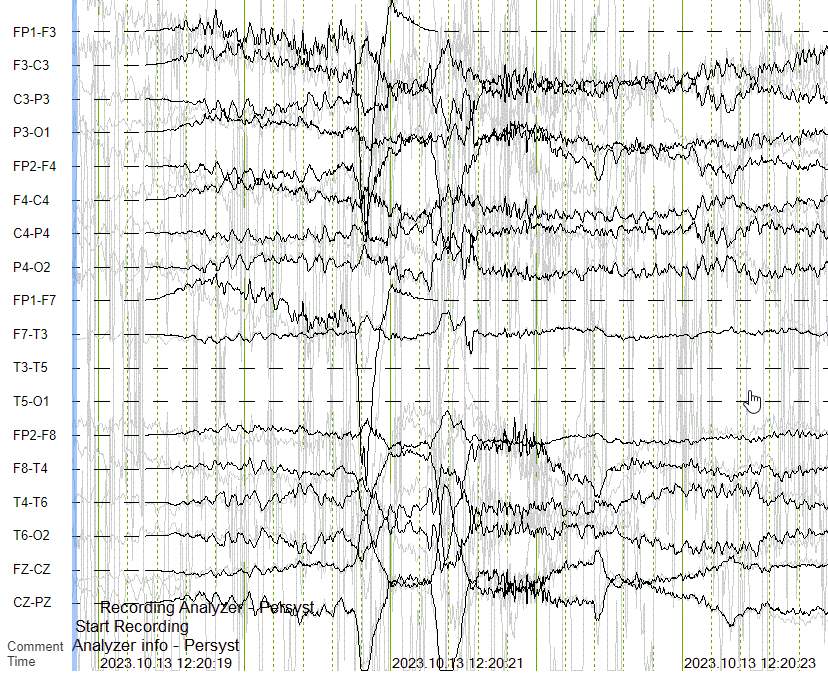 FP1-F3
F3-C3
C3-P3
P3-O1
FP2-F4
F4-C4
C4-P4
P4-O2
FP1-F7
F7-T3
T3-T5
T5-O1
FP2-F8
F8-T4
T4-T6
T6-O2
FZ-CZ
CZ-PZ
Recording Analyzer - Persyst
Start Recording
Comment Analyzer info - Persyst
Time 2023.10.13 12:20:19 2023.10.13 12:20:21 2023.10.13 12:20:23